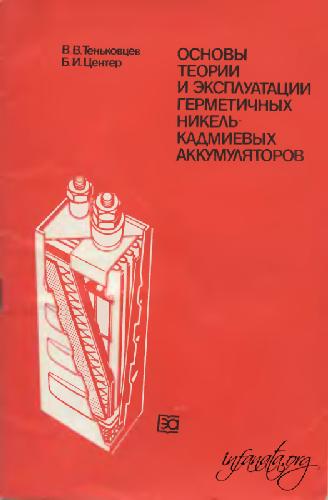 В. В. Теньковцев
Б. И. Центер
ОСНОВЫ
ТЕОРИИ
И ЭКСПЛУАТАЦИИ
ГЕРМЕТИЧНЫХ
НИКЕЛЬ-
КАДМИЕВЫХ
АККУМУЛЯТОРОВ
infanata.org